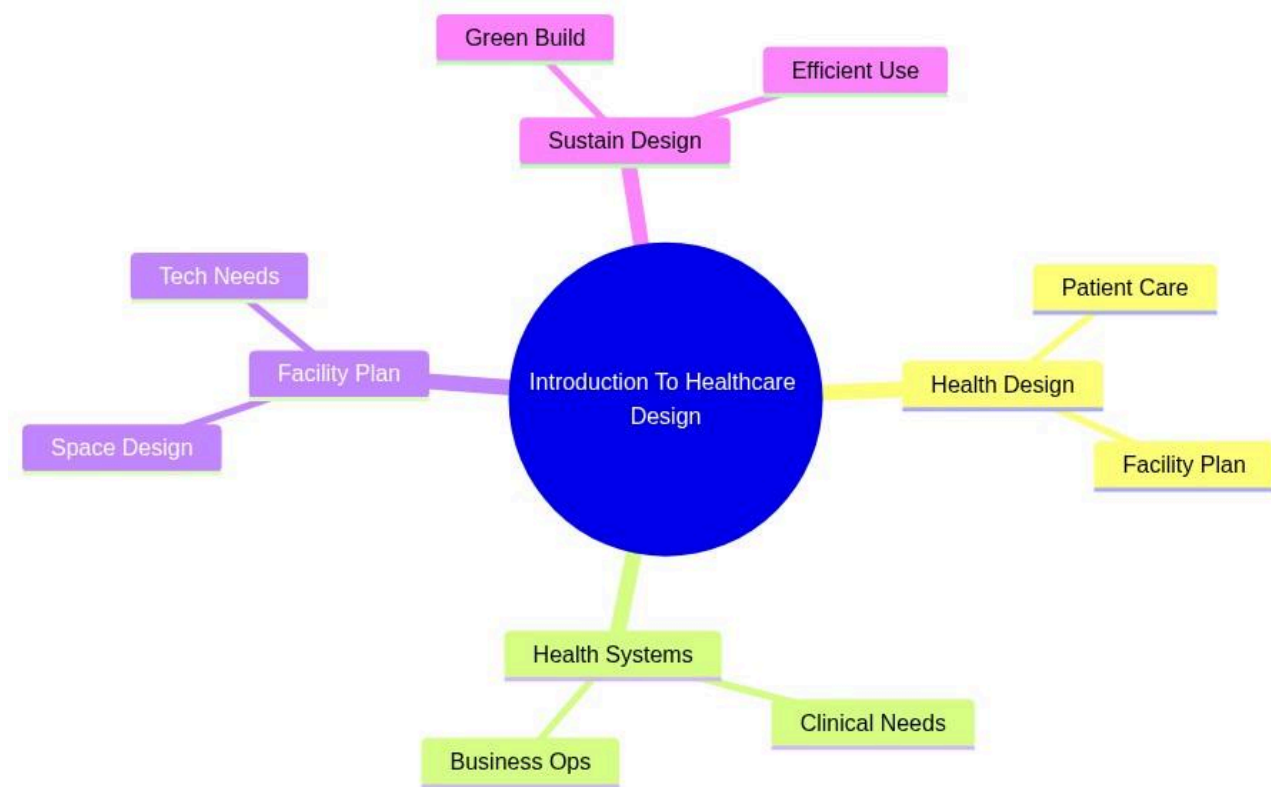 Green Build
Efficient Use
Sustain Design
Tech Needs
Patient Care
Facility Plan
Introduction To Healthcare
Design
Health Design
Space Design
Facility Plan
Health Systems
Clinical Needs
Business Ops